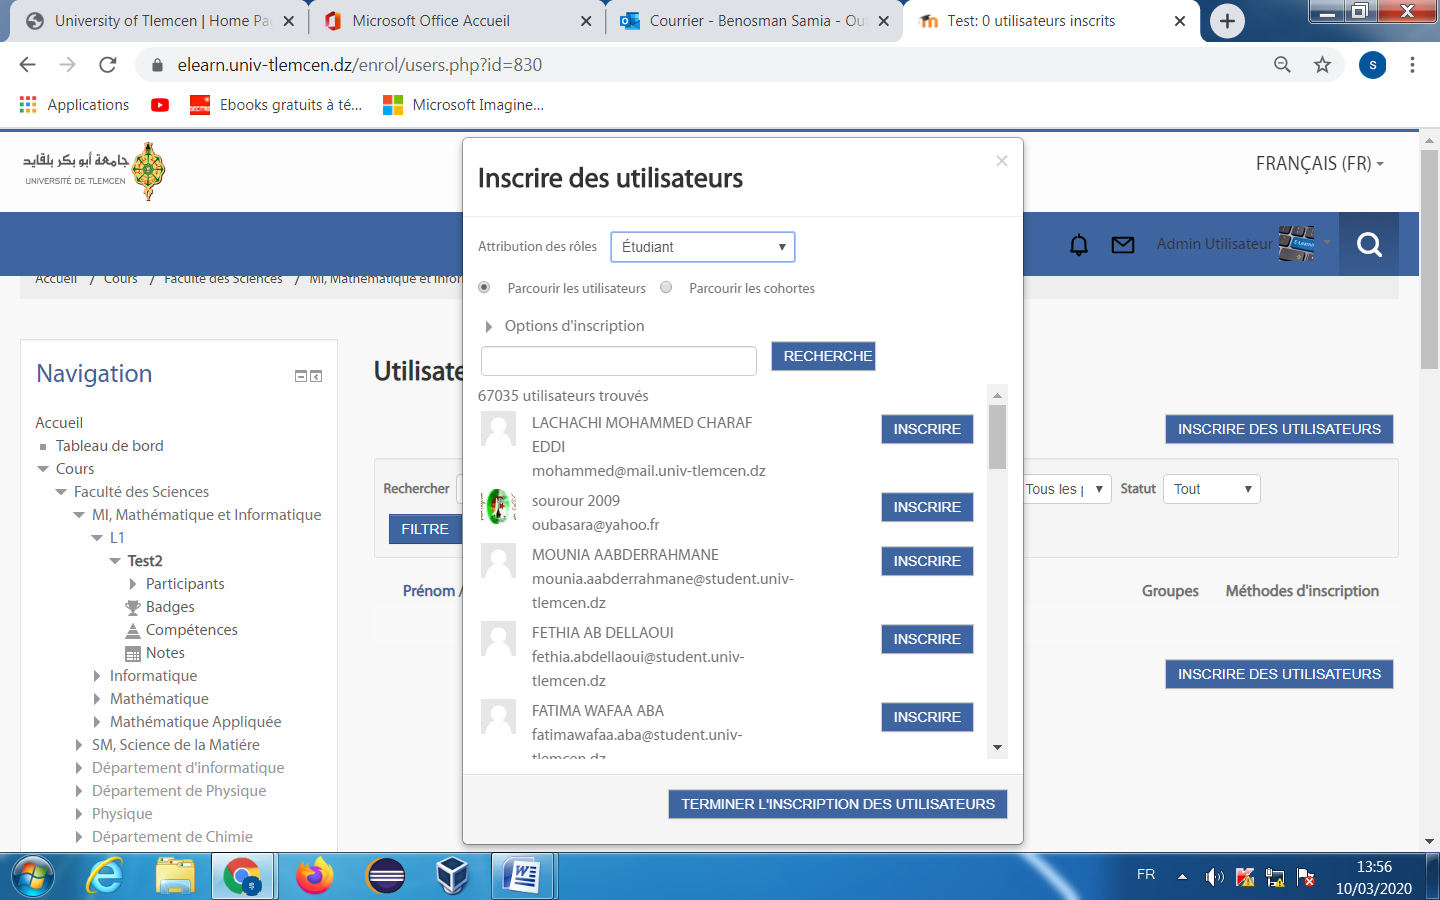 University of Tlemcen | Home Pa
Microsoft Office Accueil
Courrier - Benosman Samia - Ou
Test: 0 utilisateurs inscrits
elearn.univ-tlemcen.dz/enrol/users.php?id=830
s
Applications
Ebooks gratuits à té...
Microsoft Imagine...
جامعة أبو بكر بلقايد
UNIVERSITÉ DE TLEMCEN
FRANÇAIS (FR)
Admin Utilisateur
Accueil / Cours / Faculté des Sciences / MI, Mathématique et Infor
Navigation
Accueil
Tableau de bord
Cours
Faculté des Sciences
MI, Mathématique et Informatique
L1
Test2
Participants
Badges
Compétences
Notes
Informatique
Mathématique
Mathématique Appliquée
SM, Science de la Matiére
Département d'informatique
Département de Physique
Physique
Département de Chimie
Utilisate
INSCRIRE DES UTILISATEURS
Rechercher
Tous les
Statut
Tout
FILTRE
Prénom /
Groupes
Méthodes d'inscription
INSCRIRE DES UTILISATEURS
Inscrire des utilisateurs
×
Attribution des rôles
Étudiant
Parcourir les utilisateurs
Parcourir les cohortes
Options d'inscription
RECHERCHE
67035 utilisateurs trouvés
LACHACHI MOHAMMED CHARAF
EDDI
mohammed@mail.univ-tlemcen.dz
INSCRIRE
sourour 2009
oubasara@yahoo.fr
INSCRIRE
MOUNIA AABDERRAHMANE
mounia.aabderrahmane@student.univ-
tlemcen.dz
INSCRIRE
FETHIA AB DELLAOUI
fethia.abdellaoui@student.univ-
tlemcen.dz
INSCRIRE
FATIMA WAFAA ABA
fatimawafaa.aba@student.univ-
tlemcen.dz
INSCRIRE
TERMINER L'INSCRIPTION DES UTILISATEURS
FR
13:56
10/03/2020